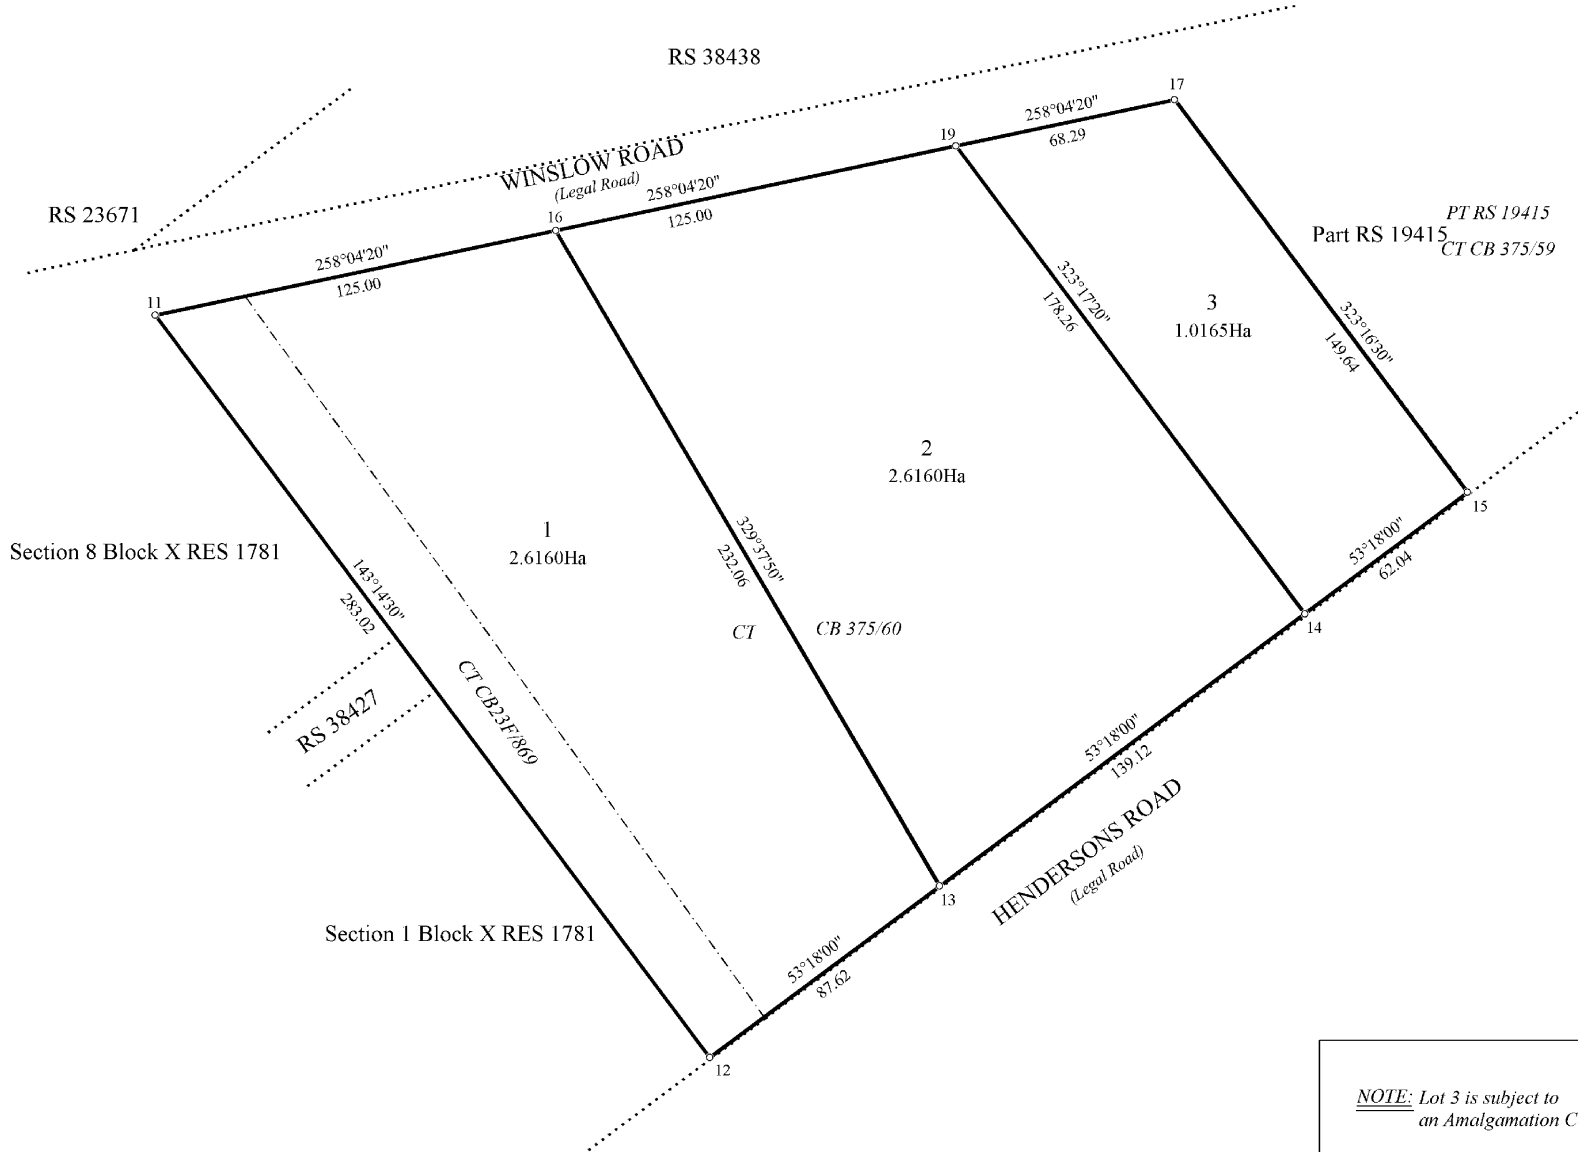 RS 38438
17
258°04'20"
68.29
19
WINSLOW ROAD
(Legal Road)
258°04'20"
125.00
RS 23671
16
PT RS 19415
Part RS 19415
CT CB 375/59
258°04'20"
125.00
11
323°17'20"
178.26
3
1.0165Ha
323°16'30"
149.64
2
2.6160Ha
15
1
2.6160Ha
Section 8 Block X RES 1781
329°37'50"
232.06
53°18'00"
62.04
143°14'30"
283.02
CT
CB 375/60
14
CT CB23F/869
RS 38427
53°18'00"
139.12
HENDERSONS ROAD
(Legal Road)
13
Section 1 Block X RES 1781
53°18'00"
87.62
12
NOTE: Lot 3 is subject to
an Amalgamation C